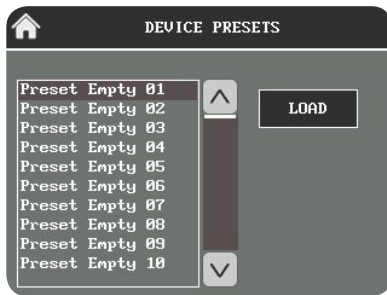 DEVICE PRESETS
Preset Empty 01
Preset Empty 02
Preset Empty 03
Preset Empty 04
Preset Empty 05
Preset Empty 06
Preset Empty 07
Preset Empty 08
Preset Empty 09
Preset Empty 10
LOAD